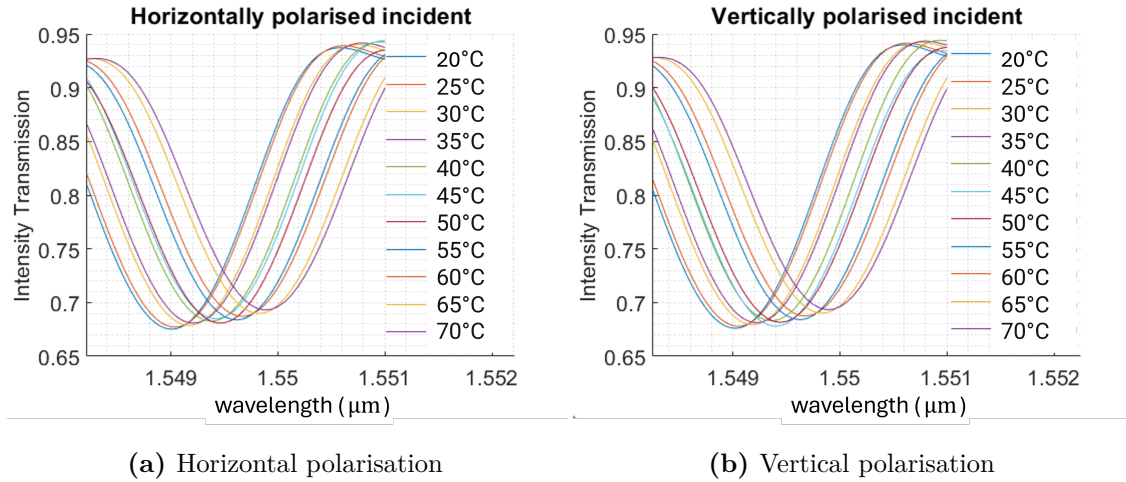 Horizontally polarised incident
Intensity Transmission
0.95
0.9
0.85
0.8
0.75
0.7
0.65
1.549
1.55
1.551
1.552
wavelength (μm)
20°C
25°C
30°C
35°C
40°C
45°C
50°C
55°C
60°C
65°C
70°C
(a) Horizontal polarisation
Vertically polarised incident
Intensity Transmission
0.95
0.9
0.85
0.8
0.75
0.7
0.65
1.549
1.55
1.551
1.552
wavelength (μm)
20°C
25°C
30°C
35°C
40°C
45°C
50°C
55°C
60°C
65°C
70°C
(b) Vertical polarisation